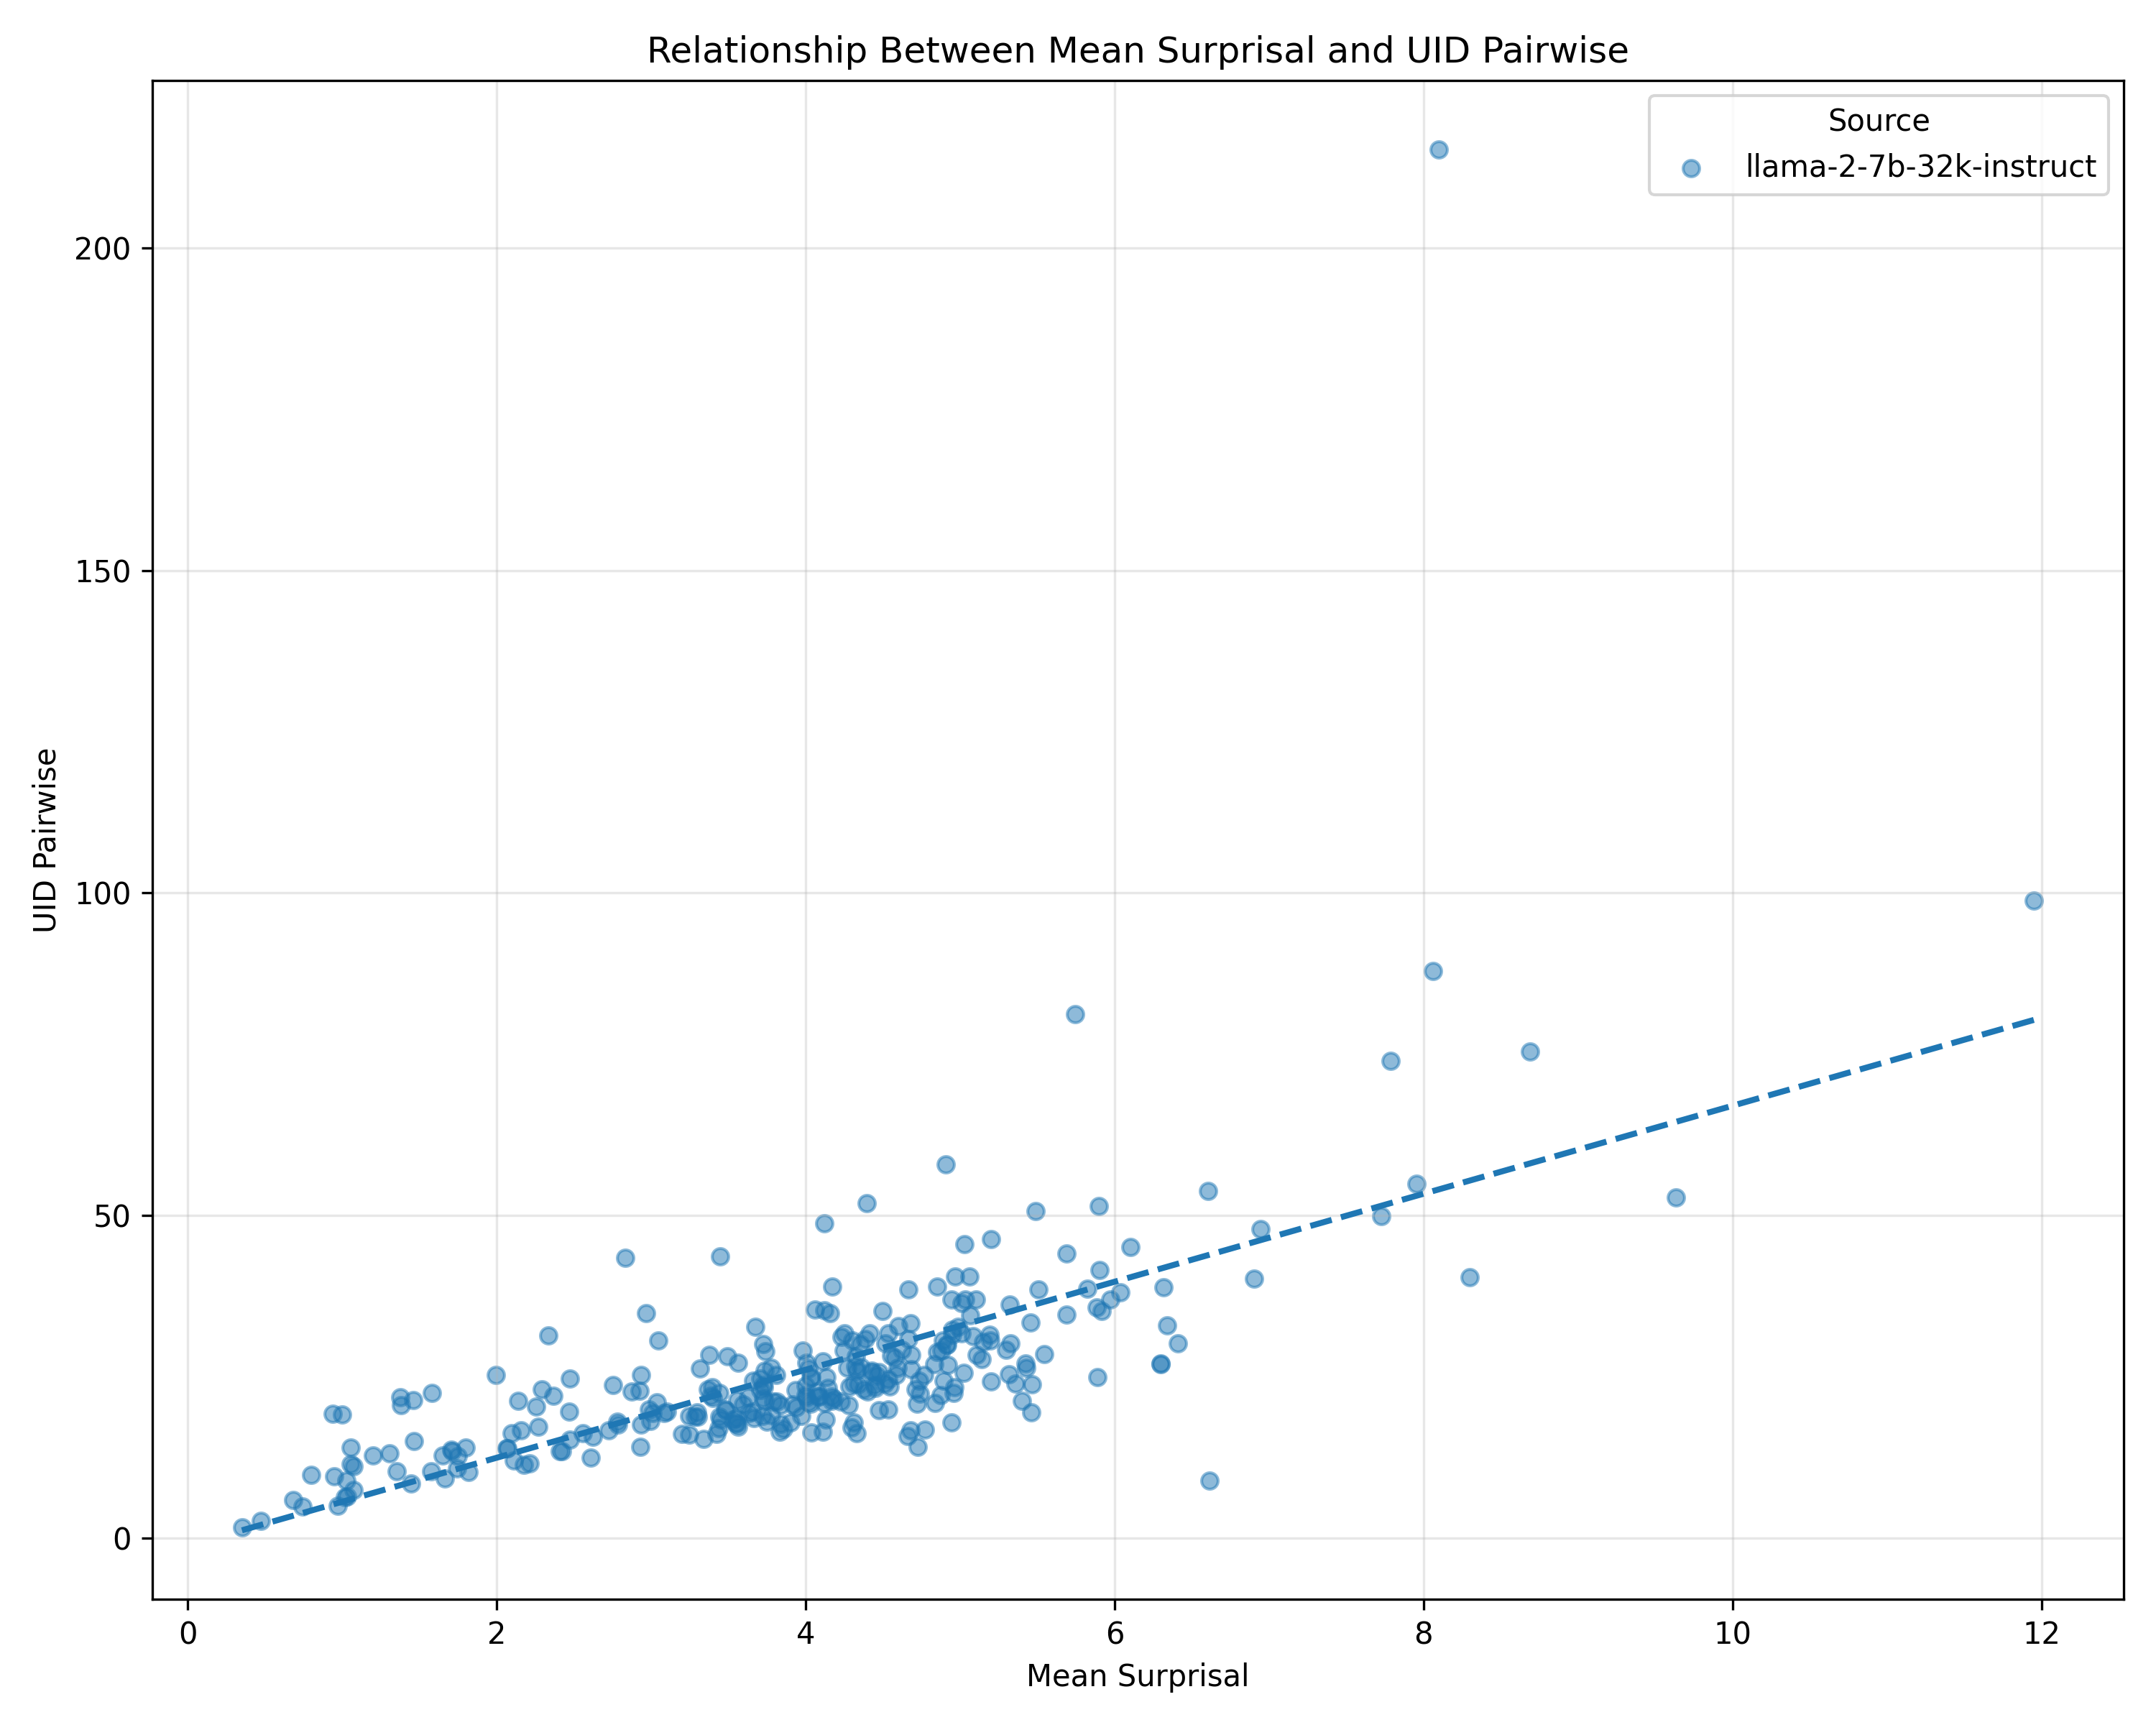 Relationship Between Mean Surprisal and UID Pairwise
Source
llama-2-7b-32k-instruct
200
150
100
50
0
UID Pairwise
0 2 4 6 8 10 12
Mean Surprisal